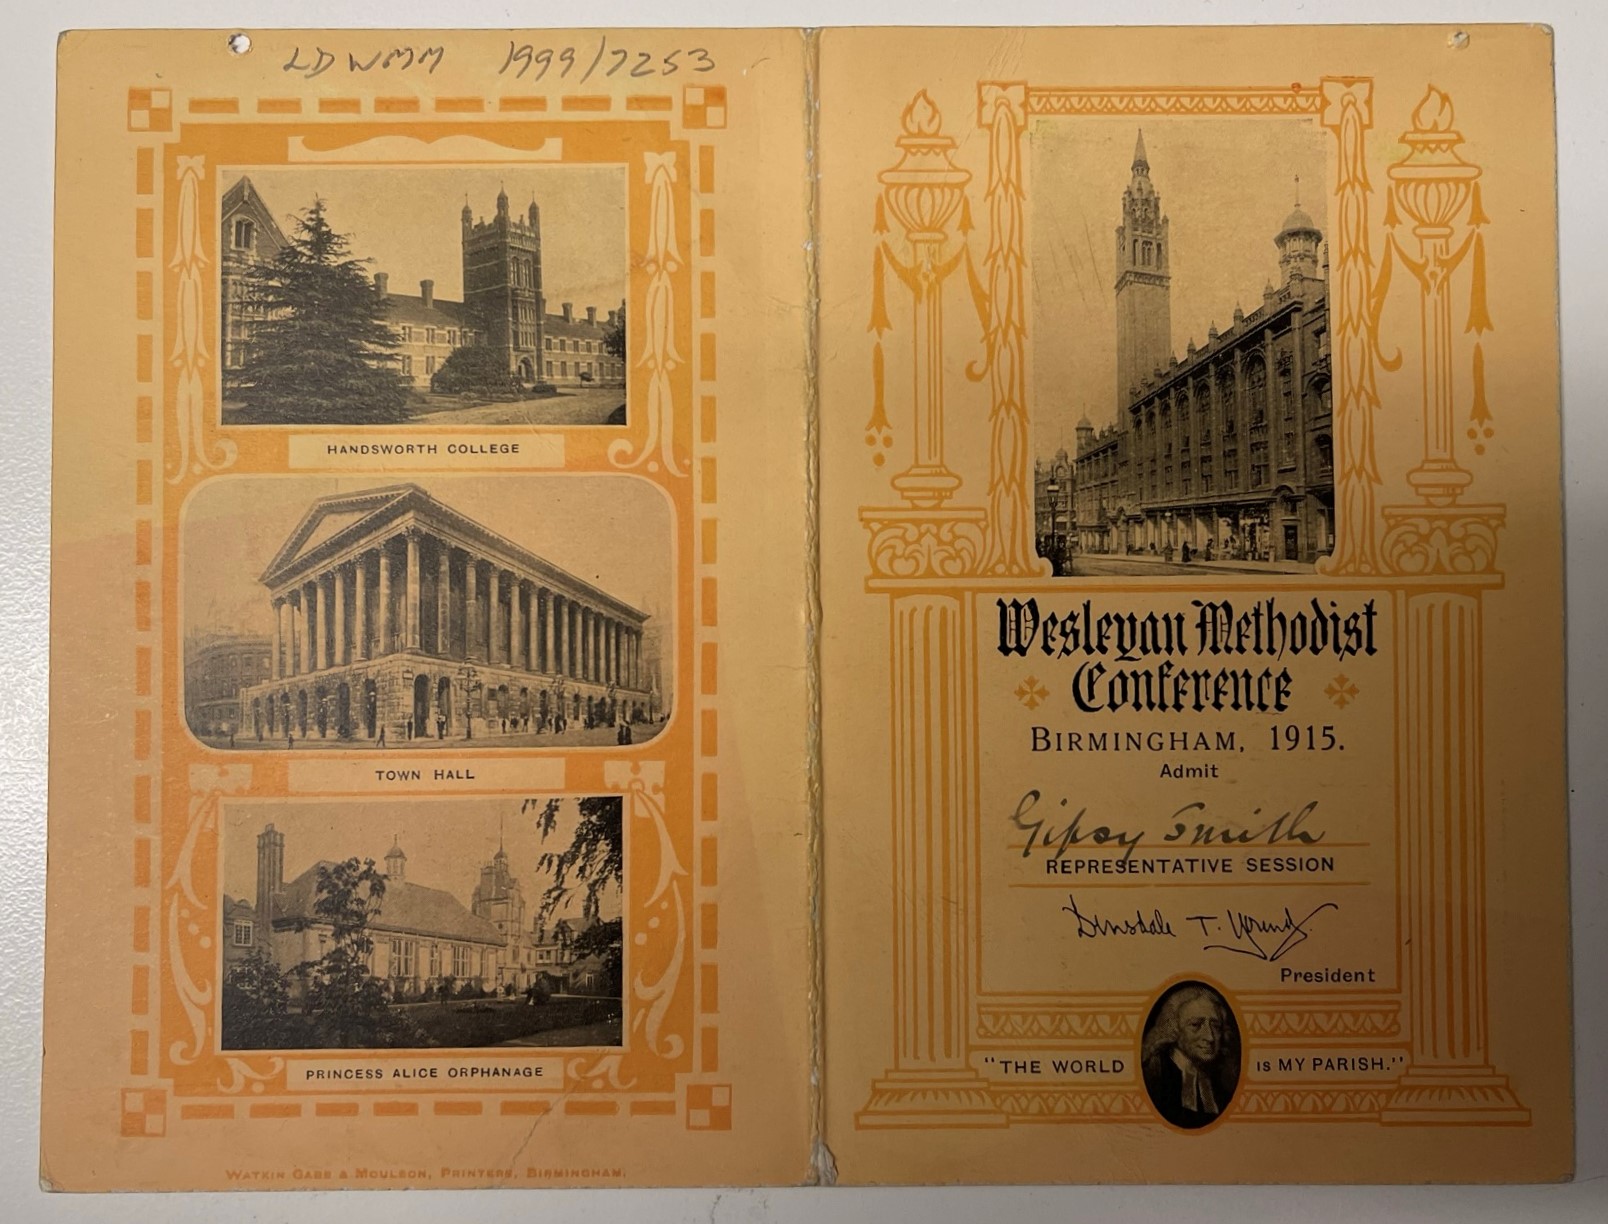 LDWMM 1999/7253
HANDSWORTH COLLEGE
TOWN HALL
PRINCESS ALICE ORPHANAGE
WATKIN GABB & MOULSON, PRINTERS, BIRMINGHAM.
Wesleyan Methodist
Conference
BIRMINGHAM, 1915.
Admit
Gipsy Smith
REPRESENTATIVE SESSION
Dinsdale T. Young.
President
"THE WORLD IS MY PARISH."